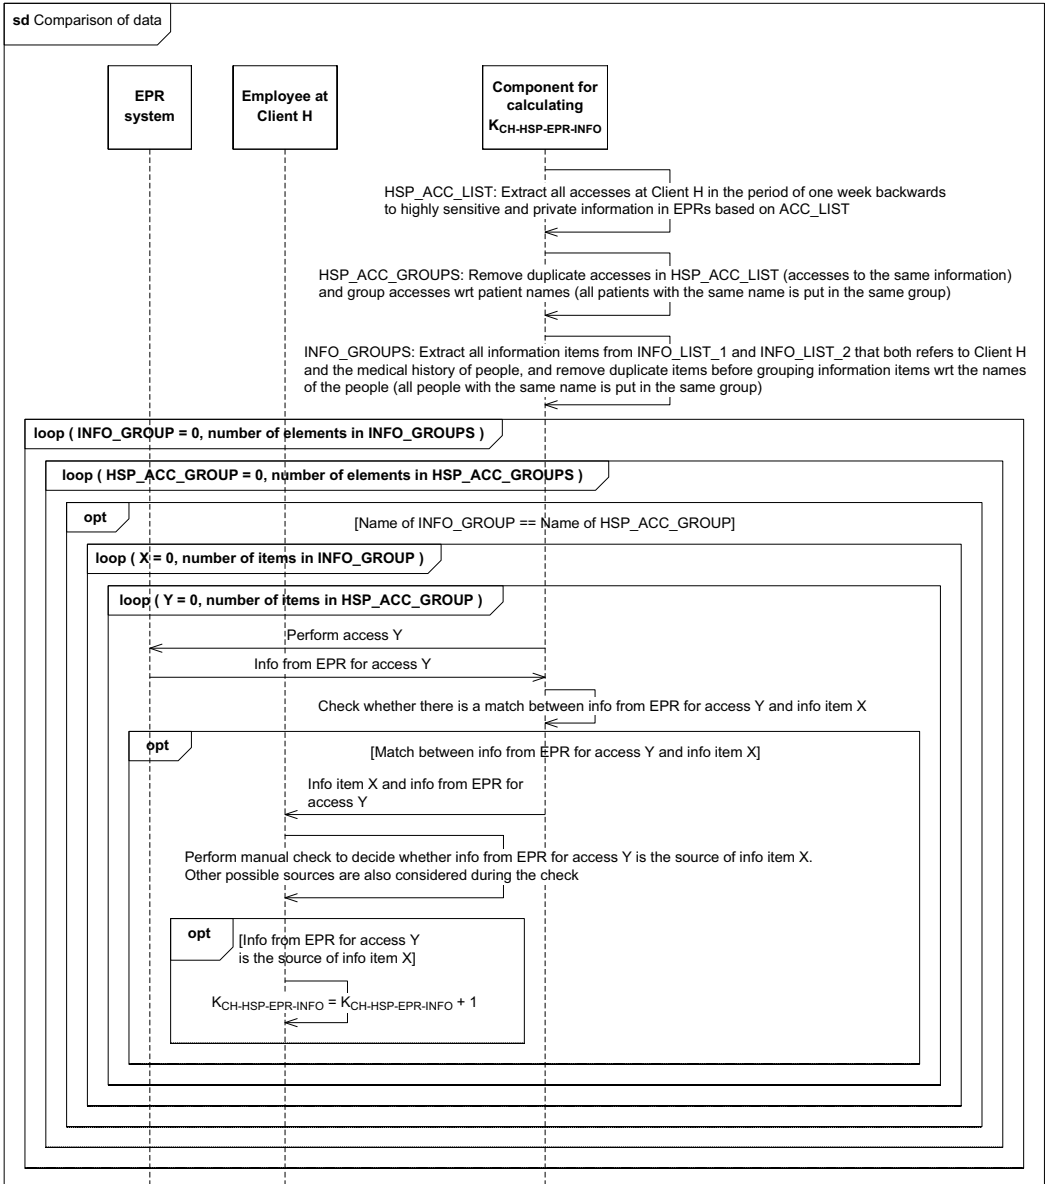 sd Comparison of data
EPR
system
Employee at
Client H
Component for
calculating
KCH-HSP-EPR-INFO
HSP_ACC_LIST: Extract all accesses at Client H in the period of one week backwards
to highly sensitive and private information in EPRs based on ACC_LIST
HSP_ACC_GROUPS: Remove duplicate accesses in HSP_ACC_LIST (accesses to the same information)
and group accesses wrt patient names (all patients with the same name is put in the same group)
INFO_GROUPS: Extract all information items from INFO_LIST_1 and INFO_LIST_2 that both refers to Client H
and the medical history of people, and remove duplicate items before grouping information items wrt the names
of the people (all people with the same name is put in the same group)
loop ( INFO_GROUP = 0, number of elements in INFO_GROUPS )
loop ( HSP_ACC_GROUP = 0, number of elements in HSP_ACC_GROUPS )
opt
[Name of INFO_GROUP == Name of HSP_ACC_GROUP]
loop ( X = 0, number of items in INFO_GROUP )
loop ( Y = 0, number of items in HSP_ACC_GROUP )
Perform access Y
Info from EPR for access Y
Check whether there is a match between info from EPR for access Y and info item X
opt
[Match between info from EPR for access Y and info item X]
Info item X and info from EPR for
access Y
Perform manual check to decide whether info from EPR for access Y is the source of info item X.
Other possible sources are also considered during the check
opt
[Info from EPR for access Y
is the source of info item X]
KCH-HSP-EPR-INFO = KCH-HSP-EPR-INFO + 1